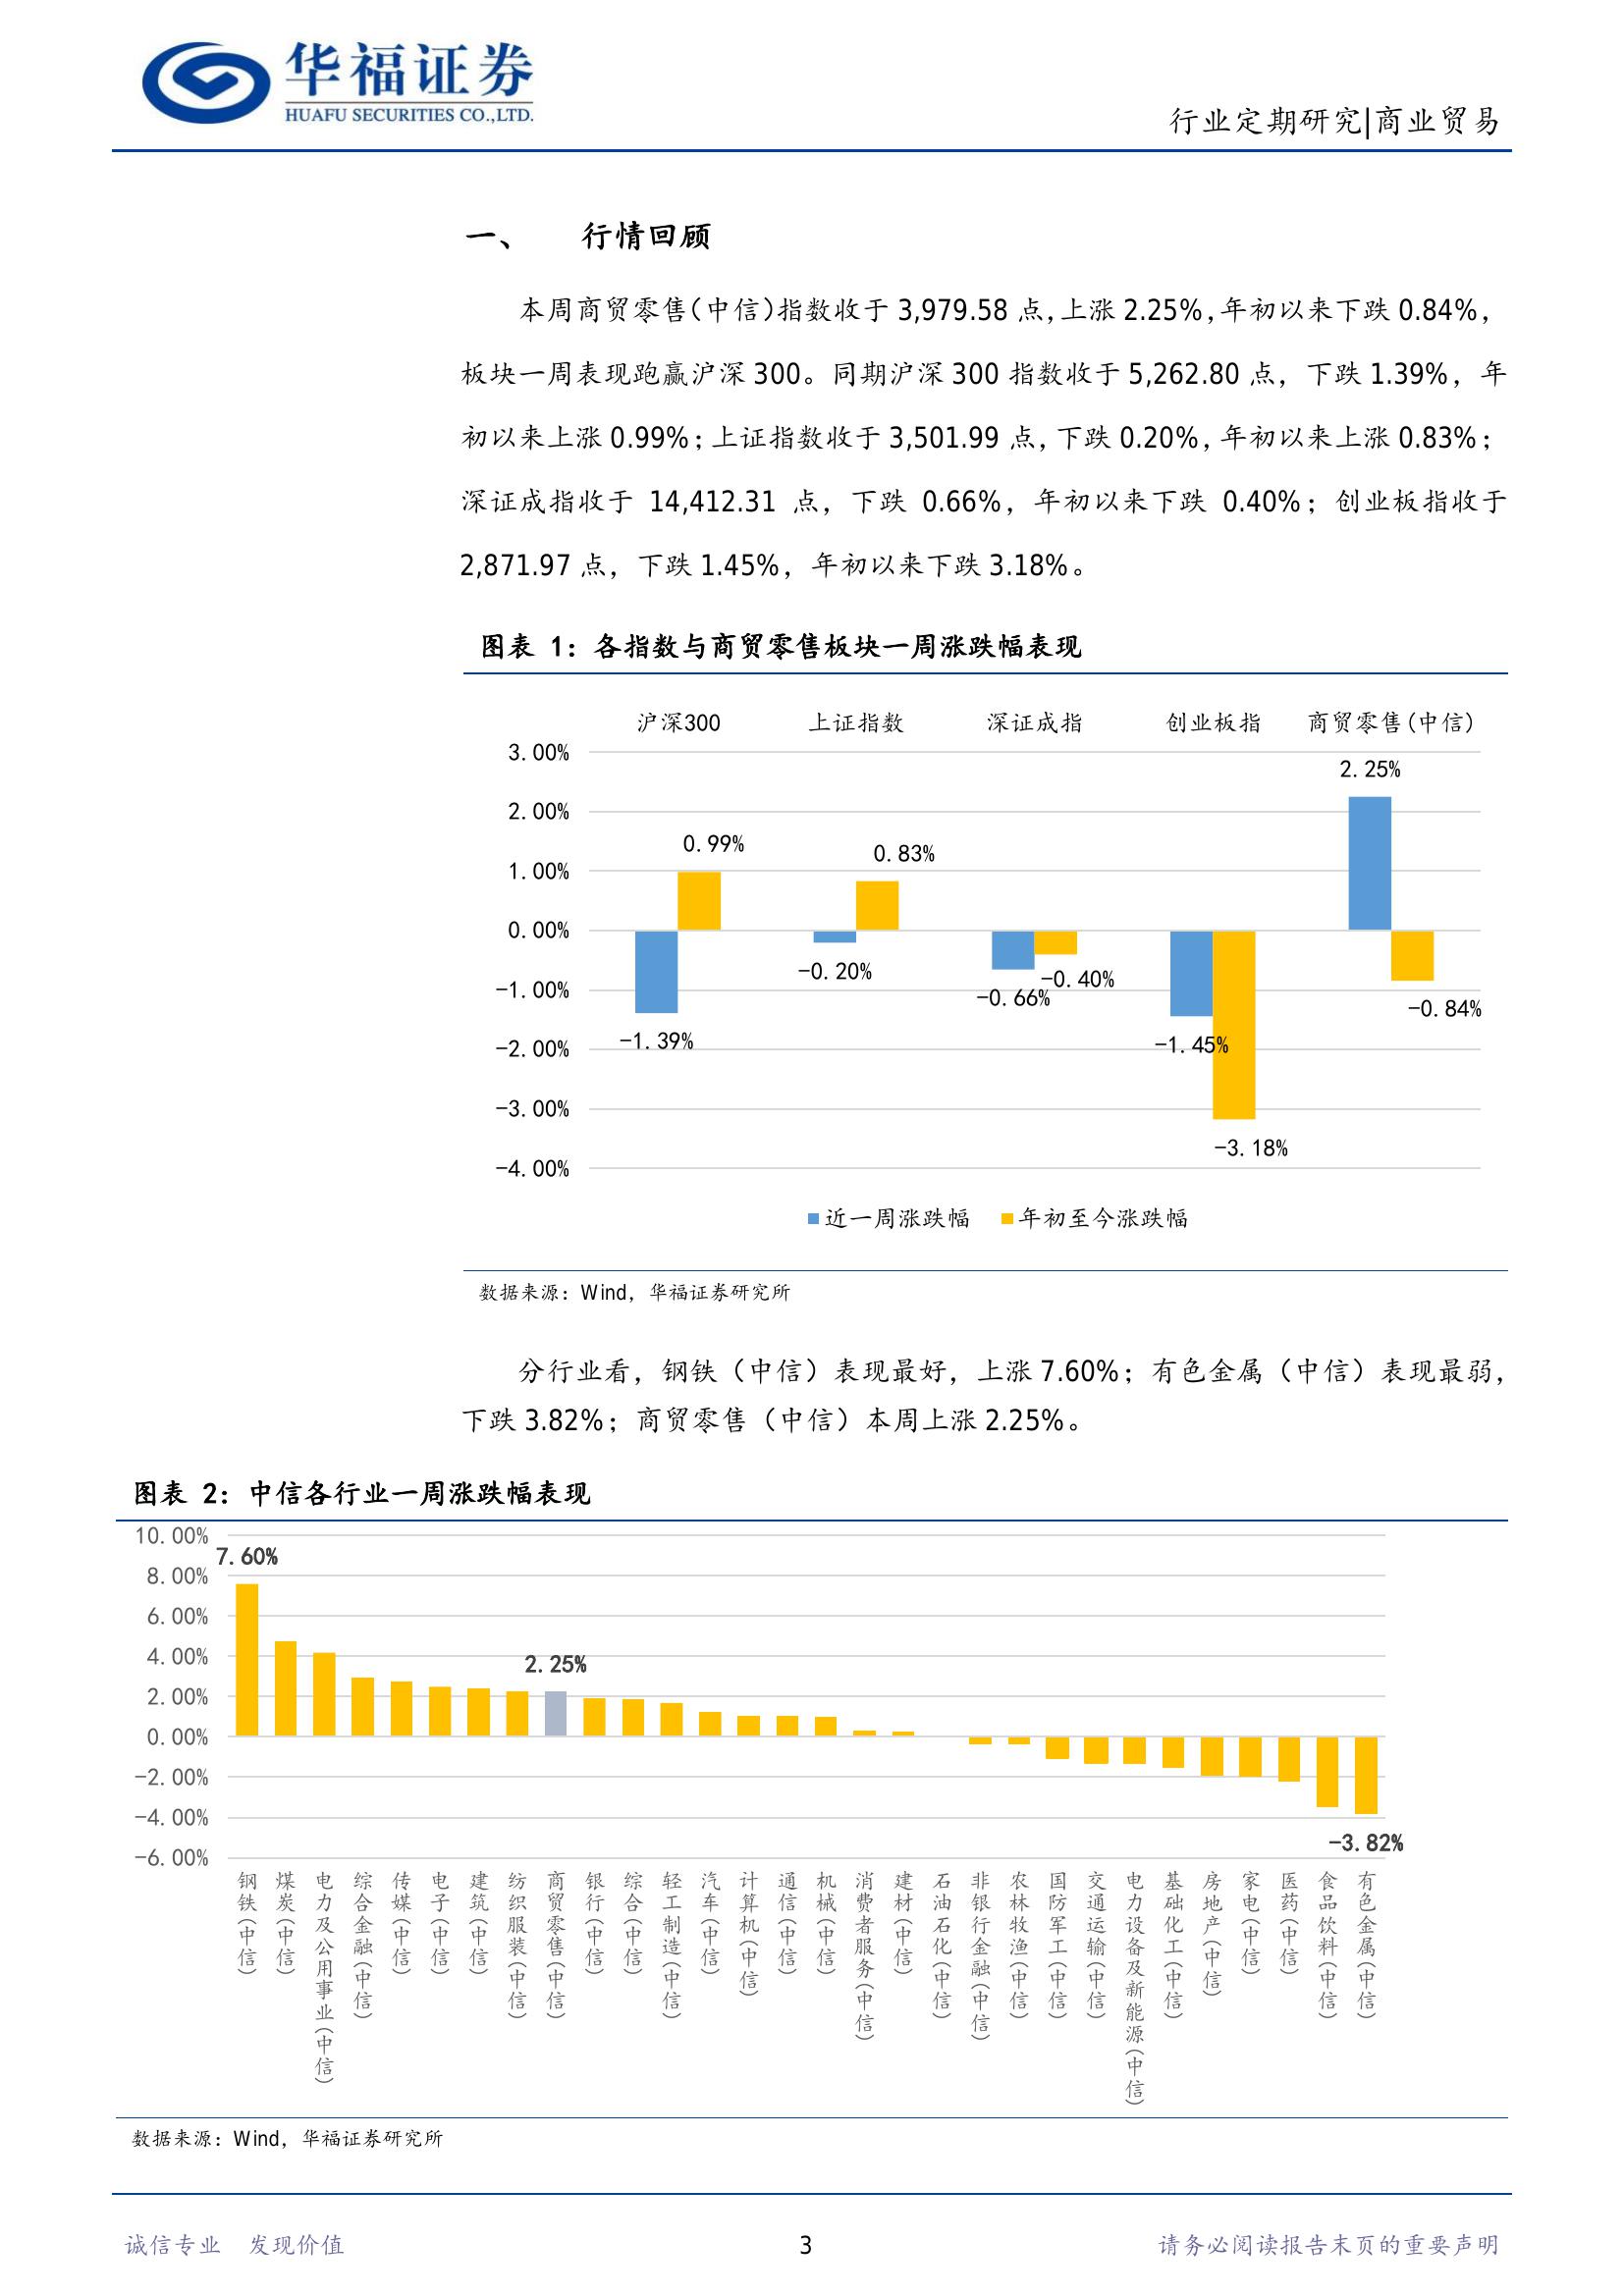 华福证券
HUAFU SECURITIES CO.,LTD.
行业定期研究|商业贸易
一、 行情回顾
本周商贸零售(中信)指数收于 3,979.58 点,上涨 2.25%,年初以来下跌 0.84%,
板块一周表现跑赢沪深 300。同期沪深 300 指数收于 5,262.80 点，下跌 1.39%，年
初以来上涨 0.99%；上证指数收于 3,501.99 点,下跌 0.20%,年初以来上涨 0.83%；
深证成指收于 14,412.31 点，下跌 0.66%，年初以来下跌 0.40%；创业板指收于
2,871.97 点，下跌 1.45%，年初以来下跌 3.18%。
图表 1：各指数与商贸零售板块一周涨跌幅表现
沪深300 上证指数 深证成指 创业板指 商贸零售(中信)
3.00%
2.00%
1.00%
0.00%
-1.00%
-2.00%
-3.00%
-4.00%
-1.39%
0.99%
-0.20%
0.83%
-0.66%
-0.40%
-1.45%
-3.18%
2.25%
-0.84%
近一周涨跌幅 年初至今涨跌幅
数据来源：Wind，华福证券研究所
分行业看，钢铁（中信）表现最好，上涨 7.60%；有色金属（中信）表现最弱，
下跌 3.82%；商贸零售（中信）本周上涨 2.25%。
图表 2：中信各行业一周涨跌幅表现
10.00%
8.00%
6.00%
4.00%
2.00%
0.00%
-2.00%
-4.00%
-6.00%
7.60%
2.25%
-3.82%
钢铁(中信)
煤炭(中信)
电力及公用事业(中信)
综合金融(中信)
传媒(中信)
电子(中信)
建筑(中信)
纺织服装(中信)
商贸零售(中信)
银行(中信)
综合(中信)
轻工制造(中信)
汽车(中信)
计算机(中信)
通信(中信)
机械(中信)
消费者服务(中信)
建材(中信)
石油石化(中信)
非银行金融(中信)
农林牧渔(中信)
国防军工(中信)
交通运输(中信)
电力设备及新能源(中信)
基础化工(中信)
房地产(中信)
家电(中信)
医药(中信)
食品饮料(中信)
有色金属(中信)
数据来源：Wind，华福证券研究所
诚信专业 发现价值
3
请务必阅读报告末页的重要声明